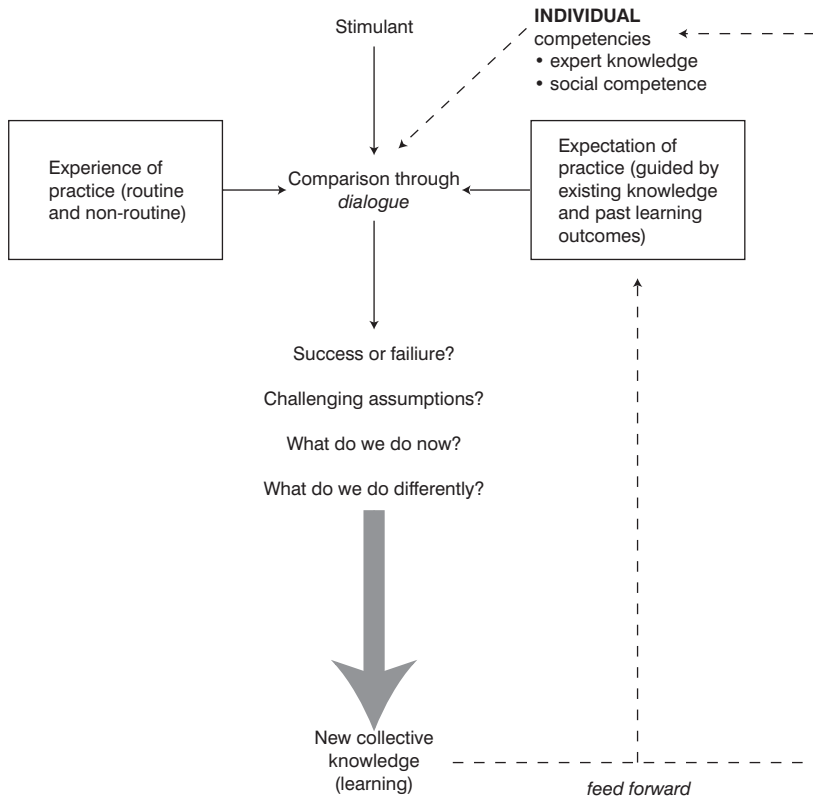 Stimulant
INDIVIDUAL
competencies
• expert knowledge
• social competence
Experience of
practice (routine
and non-routine)
Comparison through
dialogue
Expectation of
practice (guided by
existing knowledge
and past learning
outcomes)
Success or failiure?
Challenging assumptions?
What do we do now?
What do we do differently?
New collective
knowledge
(learning)
feed forward